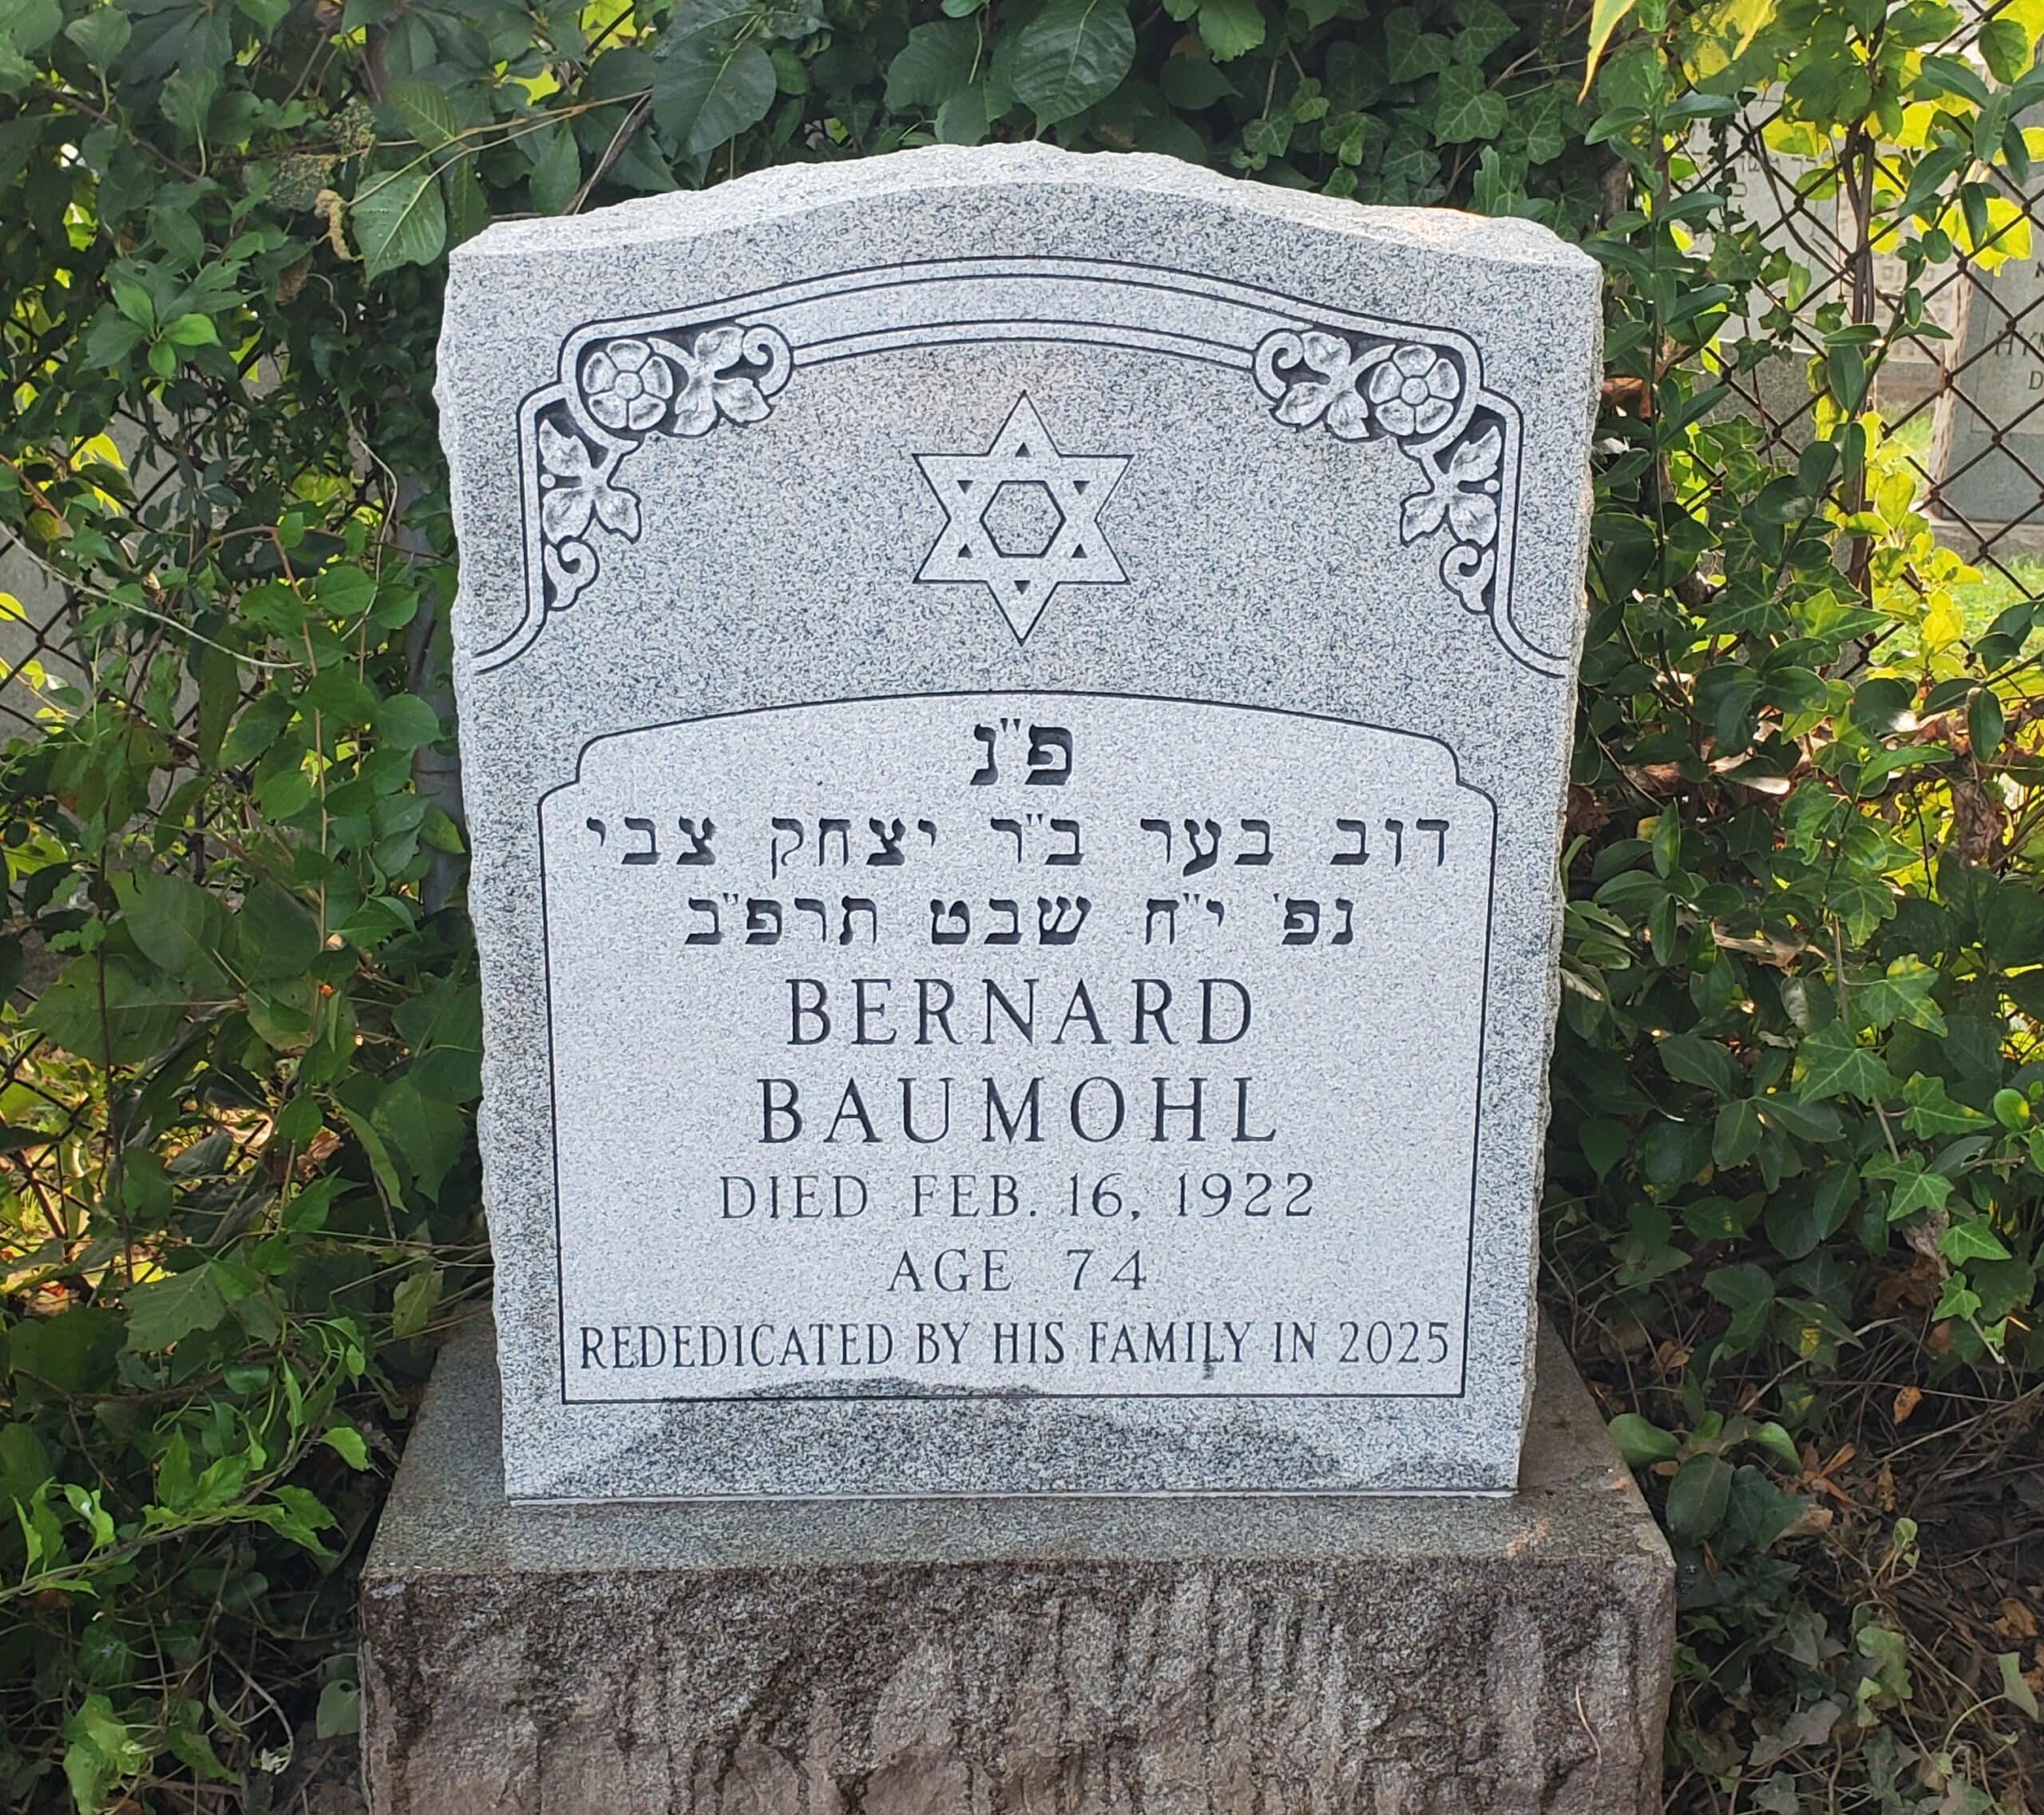 פ"נ
דוב בער ב"ר יצחק צבי
נפ' י"ח שבט תרפ"ב
BERNARD
BAUMOHL
DIED FEB. 16, 1922
AGE 74
REDEDICATED BY HIS FAMILY IN 2025